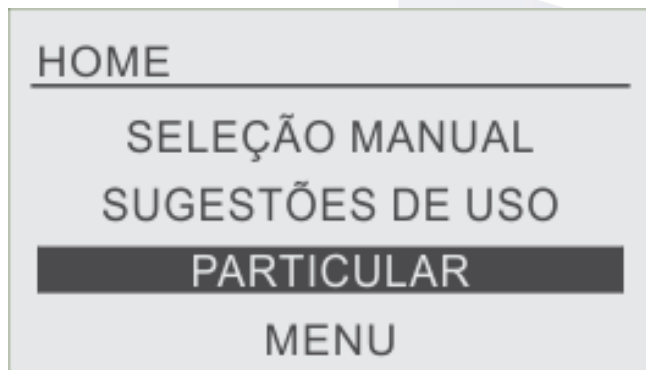 HOME
SELEÇÃO MANUAL
SUGESTÕES DE USO
PARTICULAR
MENU